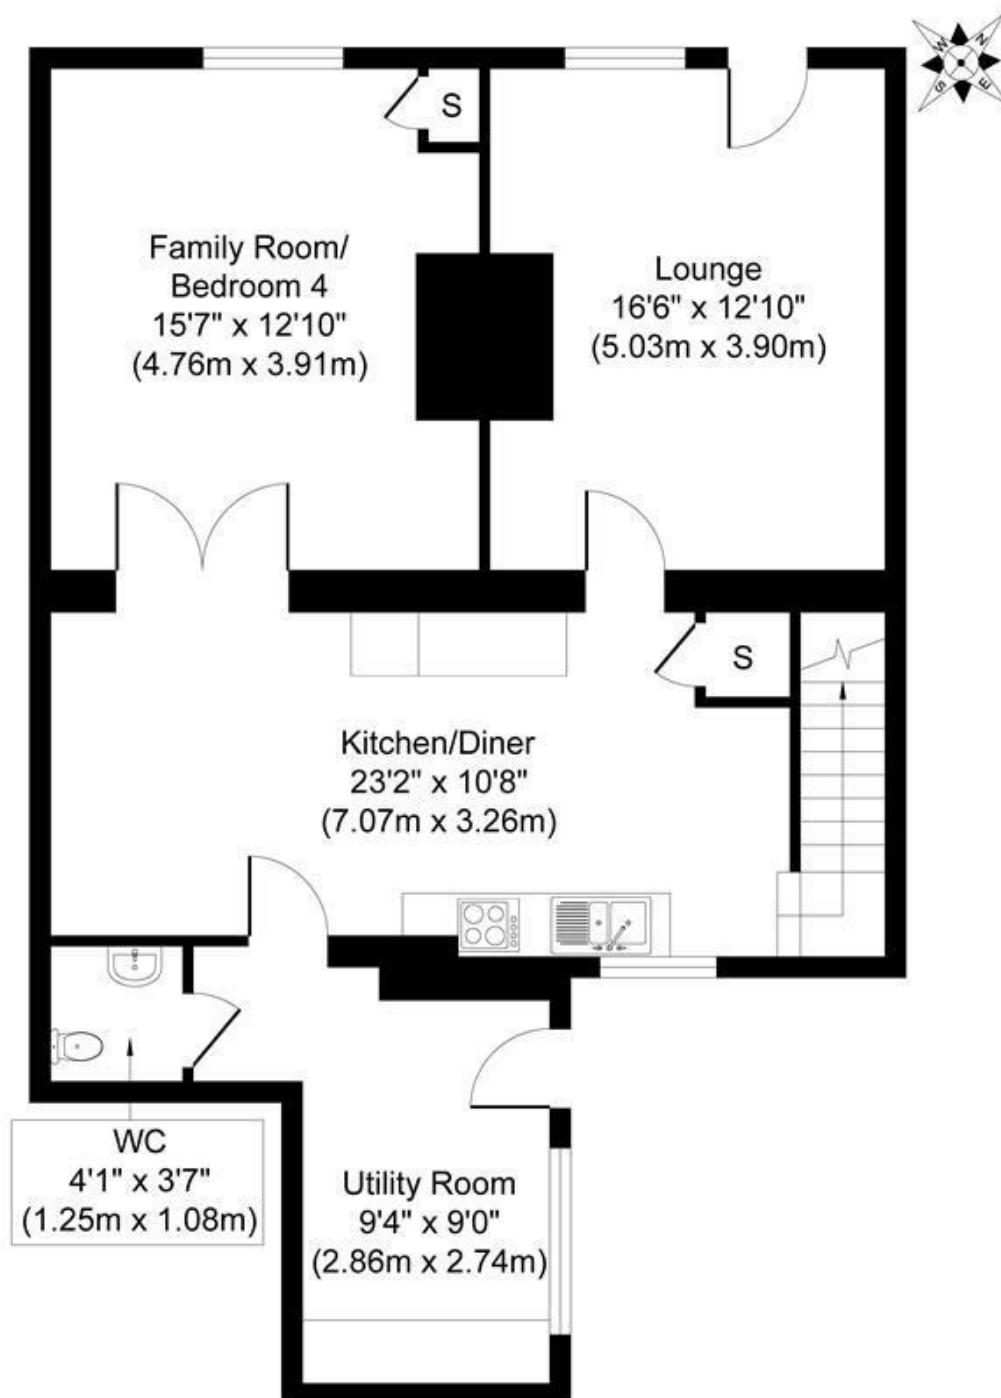 W N
S E
S
Family Room/
Bedroom 4
15'7" x 12'10"
(4.76m x 3.91m)
Lounge
16'6" x 12'10"
(5.03m x 3.90m)
S
Kitchen/Diner
23'2" x 10'8"
(7.07m x 3.26m)
WC
4'1" x 3'7"
(1.25m x 1.08m)
Utility Room
9'4" x 9'0"
(2.86m x 2.74m)